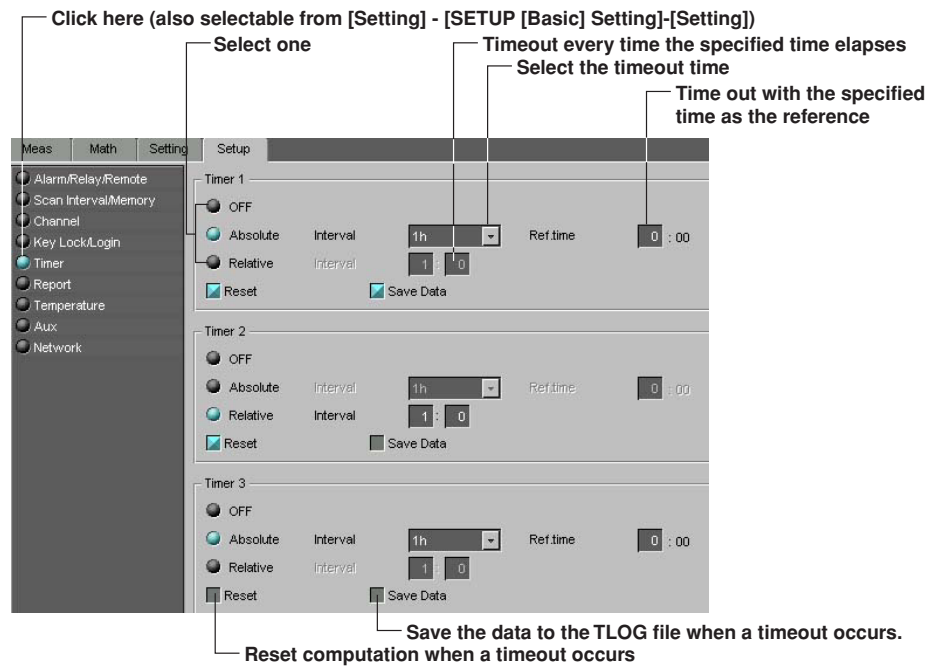 Click here (also selectable from [Setting] - [SETUP [Basic] Setting]-[Setting])
Select one
Timeout every time the specified time elapses
Select the timeout time
Time out with the specified
time as the reference
Meas Math Setting Setup
Alarm/Relay/Remote
Scan Interval/Memory
Channel
Key Lock/Login
Timer
Report
Temperature
Aux
Network
Timer 1
OFF
Absolute Interval 1h Ref.time 0 : 00
Relative Interval 1 : 0
Reset Save Data
Timer 2
OFF
Absolute Interval 1h Ref.time 0 : 00
Relative Interval 1 : 0
Reset Save Data
Timer 3
OFF
Absolute Interval 1h Ref.time 0 : 00
Relative Interval 1 : 0
Reset Save Data
Save the data to the TLOG file when a timeout occurs.
Reset computation when a timeout occurs